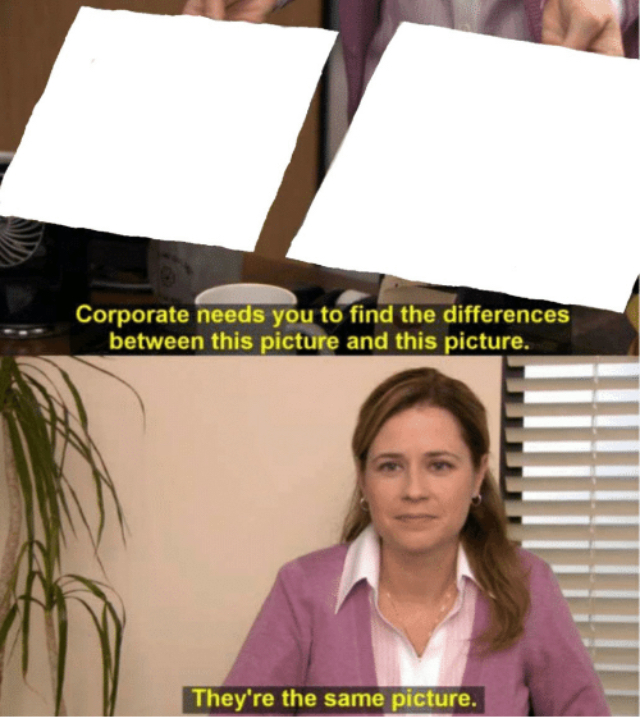 Corporate needs you to find the differences
between this picture and this picture.
They're the same picture.